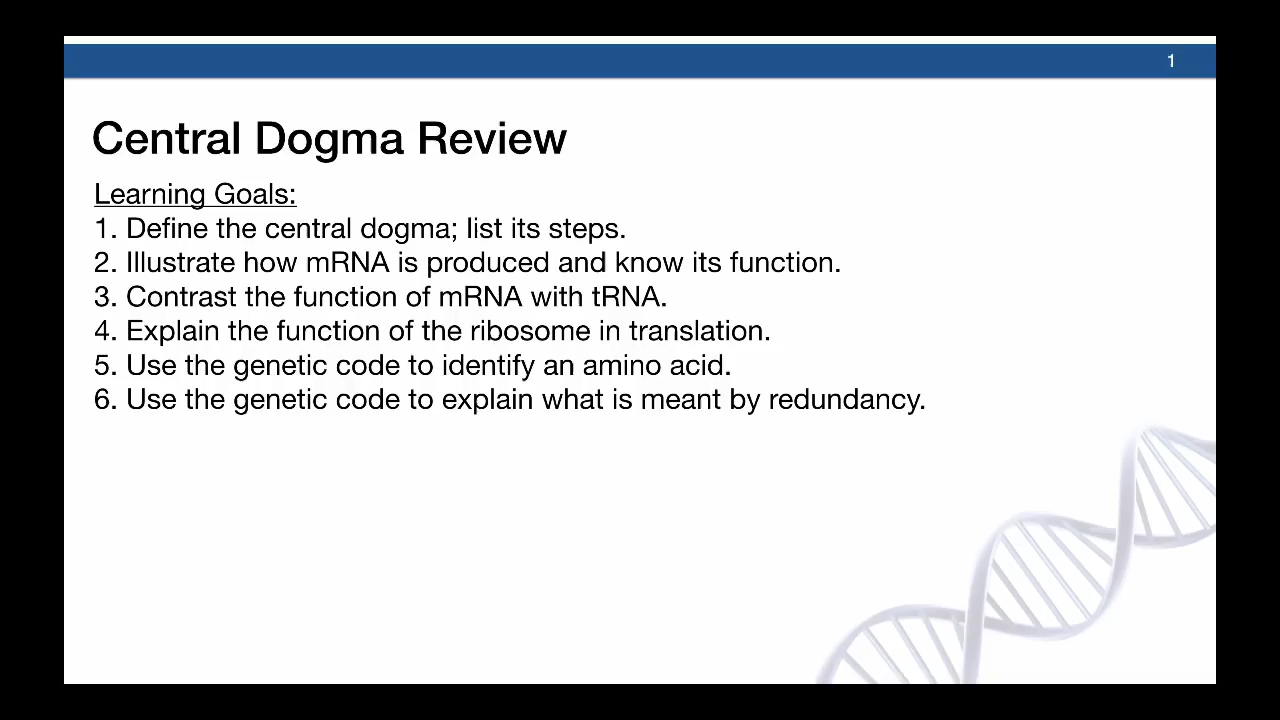 1
Central Dogma Review
Learning Goals:
1. Define the central dogma; list its steps.
2. Illustrate how mRNA is produced and know its function.
3. Contrast the function of mRNA with tRNA.
4. Explain the function of the ribosome in translation.
5. Use the genetic code to identify an amino acid.
6. Use the genetic code to explain what is meant by redundancy.